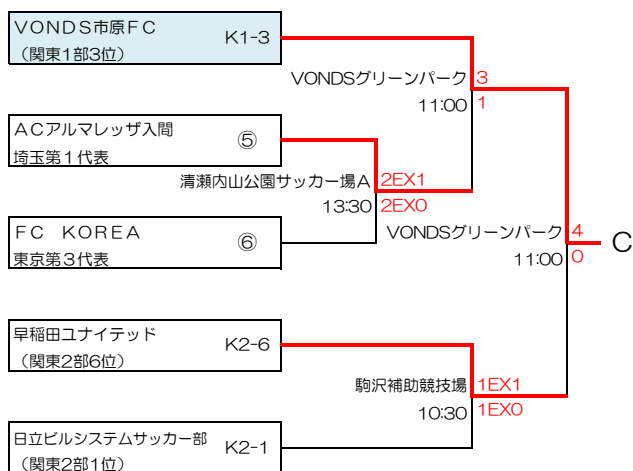 VONDS市原FC K1-3
（関東1部3位）
VONDSグリーンパーク 3
11:00 1
ACアルマレッザ入間 ⑤
埼玉第１代表
清瀬内山公園サッカー場A 2EX1
13:30 2EX0
FC KOREA ⑥
東京第３代表
VONDSグリーンパーク 4
11:00 0
C
早稲田ユナイテッド K2-6
（関東2部6位）
駒沢補助競技場 1EX1
10:30 1EX0
日立ビルシステムサッカー部 K2-1
（関東2部1位）